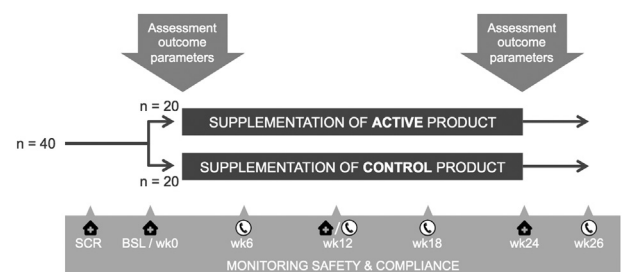 Assessment
outcome
parameters
Assessment
outcome
parameters
n = 20
SUPPLEMENTATION OF ACTIVE PRODUCT
n = 40
SUPPLEMENTATION OF CONTROL PRODUCT
n = 20
SCR
BSL / wk0
wk6
/
wk12
wk18
wk24
wk26
MONITORING SAFETY & COMPLIANCE